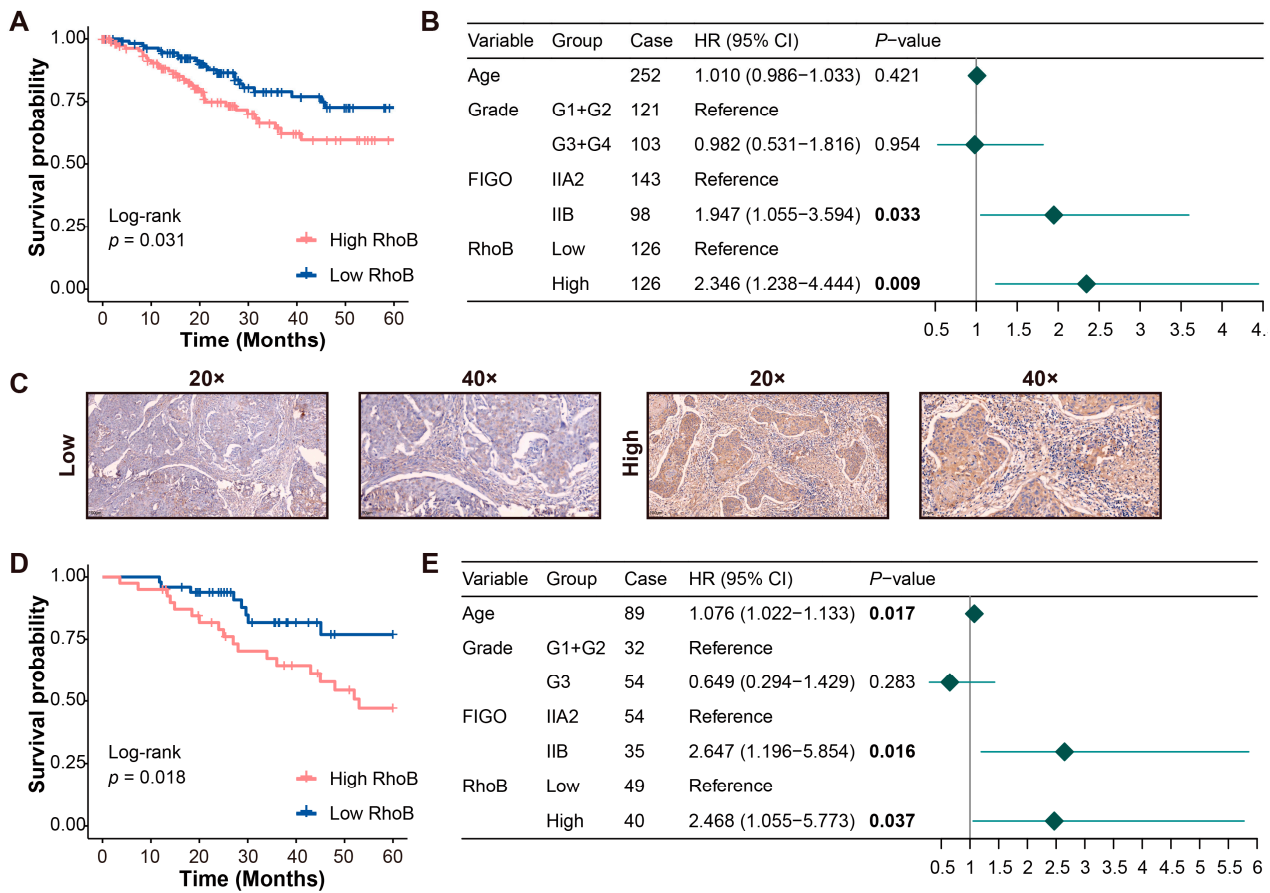 A
Survival probability
1.00
0.75
0.50
0.25
0.00
Log-rank
p = 0.031
High RhoB
Low RhoB
0 10 20 30 40 50 60
Time (Months)
B
Variable Group Case HR (95% CI) P−value
Age 252 1.010 (0.986−1.033) 0.421
Grade G1+G2 121 Reference
G3+G4 103 0.982 (0.531−1.816) 0.954
FIGO IIA2 143 Reference
IIB 98 1.947 (1.055−3.594) 0.033
RhoB Low 126 Reference
High 126 2.346 (1.238−4.444) 0.009
0.5 1 1.5 2 2.5 3 3.5 4 4.
C
20× 40× 20× 40×
Low
High
D
Survival probability
1.00
0.75
0.50
0.25
0.00
Log-rank
p = 0.018
High RhoB
Low RhoB
0 10 20 30 40 50 60
Time (Months)
E
Variable Group Case HR (95% CI) P−value
Age 89 1.076 (1.022−1.133) 0.017
Grade G1+G2 32 Reference
G3 54 0.649 (0.294−1.429) 0.283
FIGO IIA2 54 Reference
IIB 35 2.647 (1.196−5.854) 0.016
RhoB Low 49 Reference
High 40 2.468 (1.055−5.773) 0.037
0.5 1 1.5 2 2.5 3 3.5 4 4.5 5 5.5 6